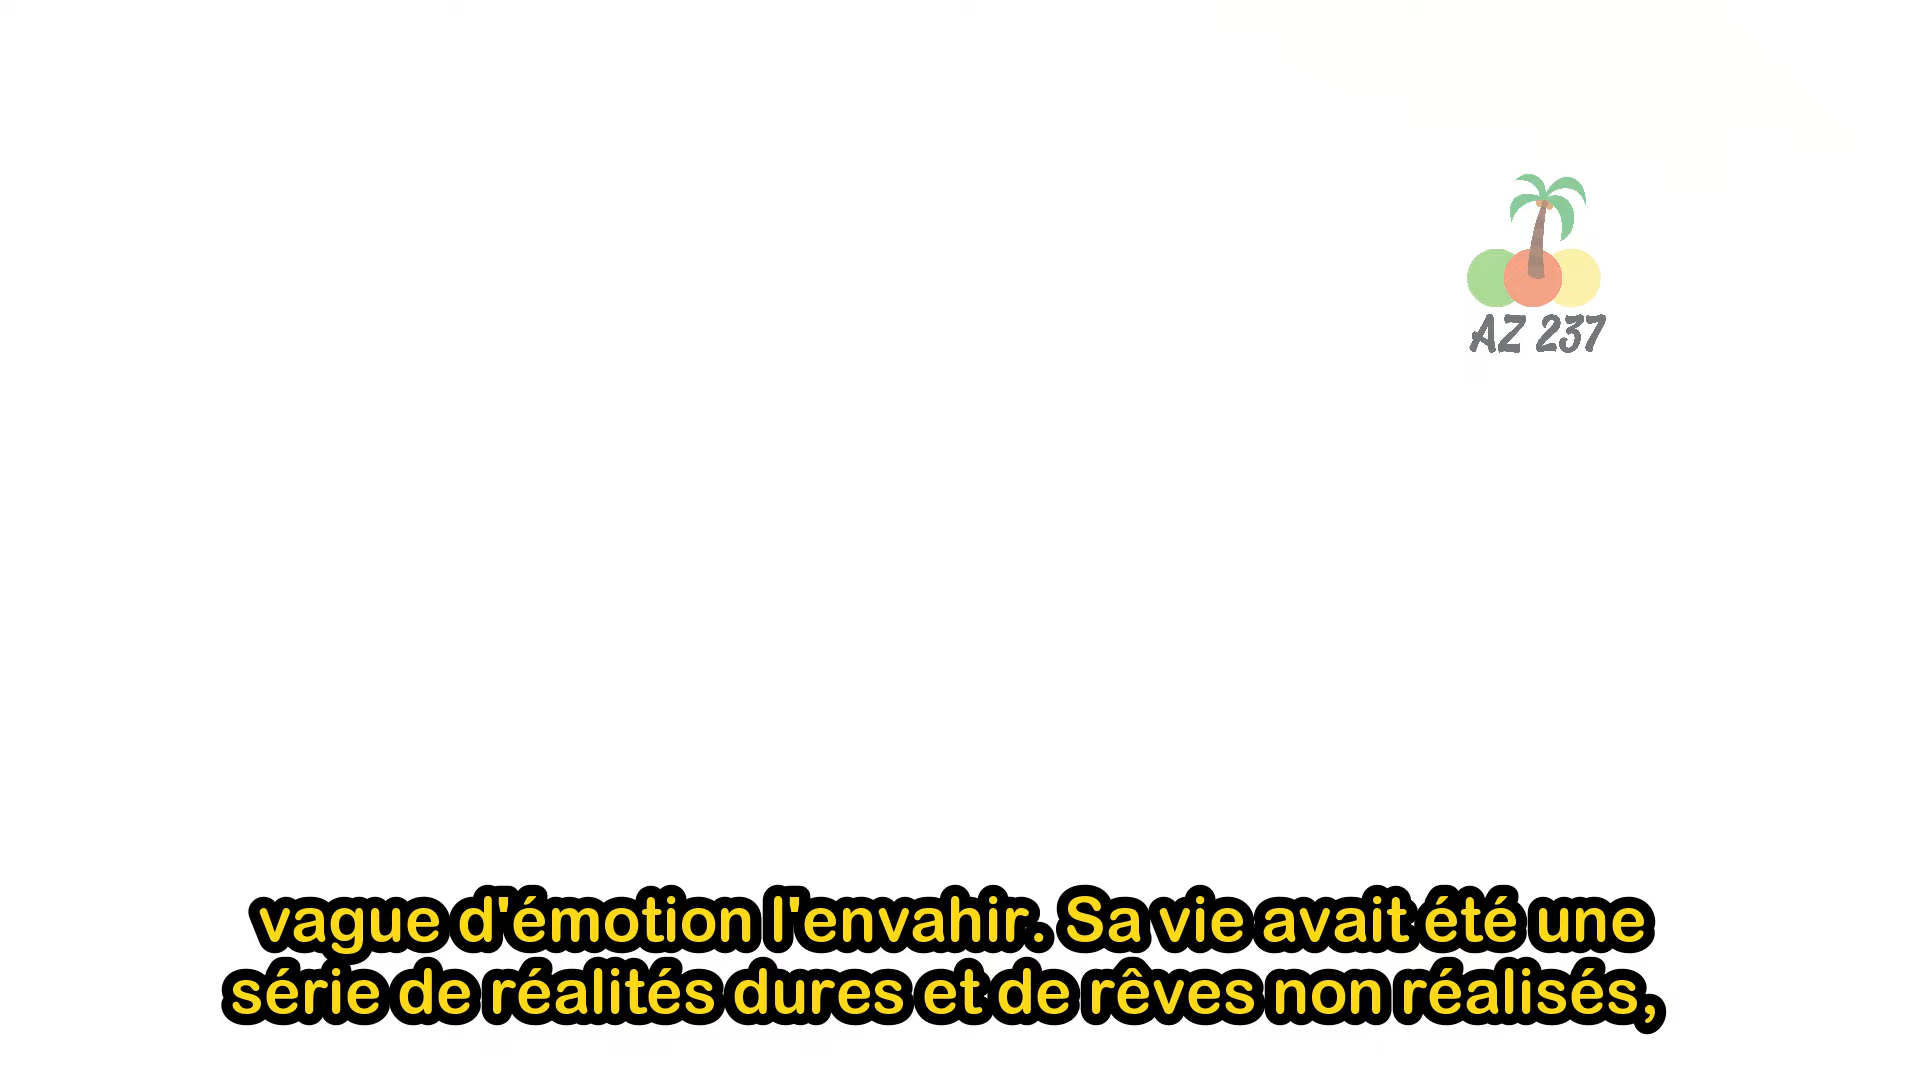 AZ 237
vague d'émotion l'envahir. Sa vie avait été une
série de réalités dures et de rêves non réalisés,